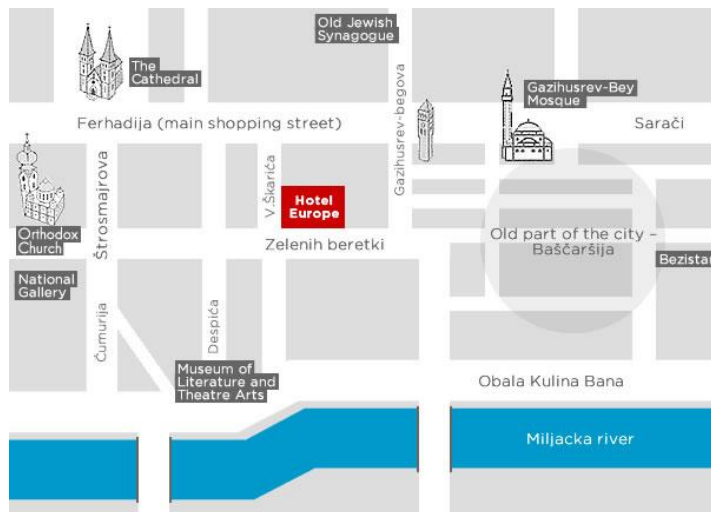 Old Jewish
Synagogue
The
Cathedral
Gazihusrev-Bey
Mosque
Ferhadija (main shopping street)
Sarači
Gazihusrev-begova
Štrosmajrova
V.Škarića
Hotel
Europe
Orthodox
Church
Zelenih beretki
Old part of the city –
Baščaršija
Bezistan
National
Gallery
Ćumurija
Despića
Museum of
Literature and
Theatre Arts
Obala Kulina Bana
Miljacka river